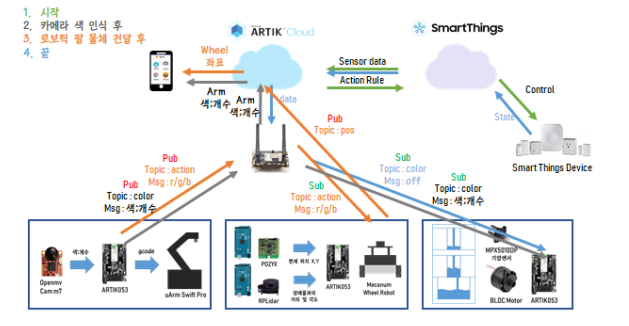 1. 시작
2. 카메라 색 인식 후
3. 로보틱 팜 물체 전달 후
4. 끝
ARTIK Cloud
SmartThings
Wheel
좌표
Sensor data
Action Rule
Arm
색;개수
Arm
색;개수
data
Control
State
Smart Things Device
Pub
Topic : pos
Pub
Topic : action
Msg : r/g/b
Pub
Topic : color
Msg : 색;개수
Sub
Topic : color
Msg : off
Sub
Topic : action
Msg : r/g/b
Sub
Topic : color
Msg : 색;개수
색;개수
gcode
Openmv
Cam m7
ARTIK053
uArm Swift Pro
POZYX
현재 위치 X,Y
RPLidar
장애물과의
거리 및 각도
ARTIK053
Mecanum
Wheel Robot
MPX5010DP
기압센서
BLDC Motor
ARTIK053